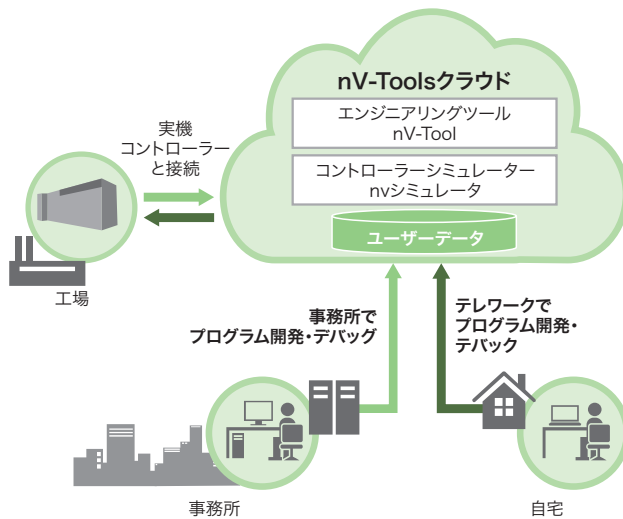 nV-Toolsクラウド
エンジニアリングツール
nV-Tool
コントローラーシミュレーター
nvシミュレータ
ユーザーデータ
実機
コントローラー
と接続
工場
事務所で
プログラム開発・デバッグ
テレワークで
プログラム開発・
テバック
事務所
自宅